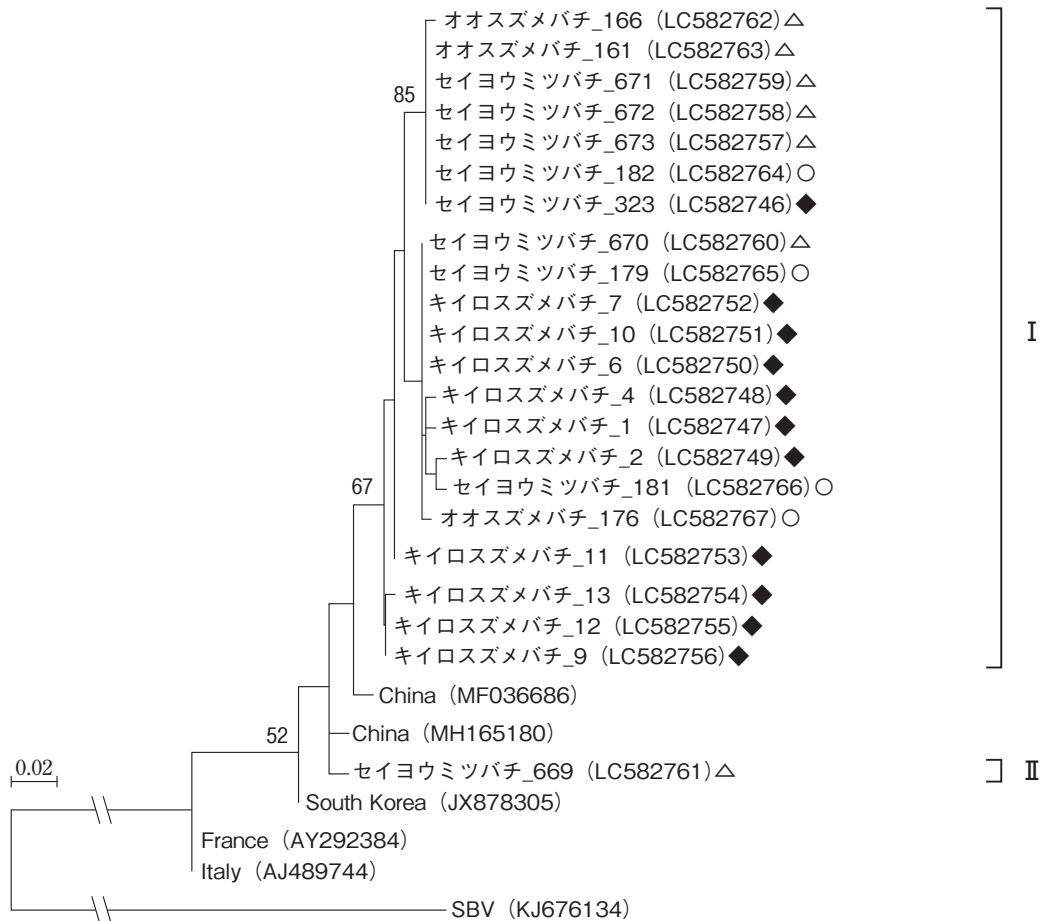 オオスズメバチ_166（LC582762）△
オオスズメバチ_161（LC582763）△
セイヨウミツバチ_671（LC582759）△
85
セイヨウミツバチ_672（LC582758）△
セイヨウミツバチ_673（LC582757）△
セイヨウミツバチ_182（LC582764）○
セイヨウミツバチ_323（LC582746）◆
セイヨウミツバチ_670（LC582760）△
セイヨウミツバチ_179（LC582765）○
キイロスズメバチ_7（LC582752）◆
キイロスズメバチ_10（LC582751）◆
I
キイロスズメバチ_6（LC582750）◆
キイロスズメバチ_4（LC582748）◆
キイロスズメバチ_1（LC582747）◆
キイロスズメバチ_2（LC582749）◆
67
セイヨウミツバチ_181（LC582766）○
オオスズメバチ_176（LC582767）○
キイロスズメバチ_11（LC582753）◆
キイロスズメバチ_13（LC582754）◆
キイロスズメバチ_12（LC582755）◆
キイロスズメバチ_9（LC582756）◆
China（MF036686）
52
China（MH165180）
0.02
セイヨウミツバチ_669（LC582761）△
II
South Korea（JX878305）
France（AY292384）
Italy（AJ489744）
SBV（KJ676134）